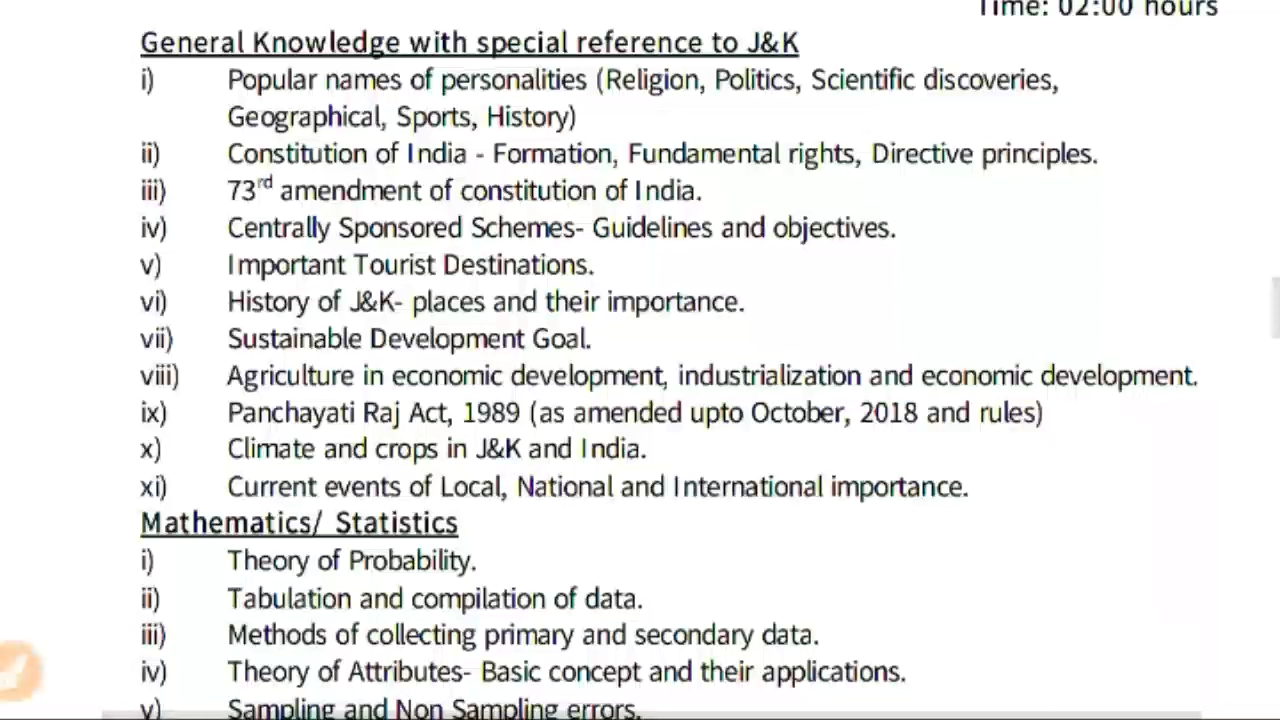 Time: 02:00 hours
General Knowledge with special reference to J&K
i) Popular names of personalities (Religion, Politics, Scientific discoveries,
Geographical, Sports, History)
ii) Constitution of India - Formation, Fundamental rights, Directive principles.
iii) 73rd amendment of constitution of India.
iv) Centrally Sponsored Schemes- Guidelines and objectives.
v) Important Tourist Destinations.
vi) History of J&K- places and their importance.
vii) Sustainable Development Goal.
viii) Agriculture in economic development, industrialization and economic development.
ix) Panchayati Raj Act, 1989 (as amended upto October, 2018 and rules)
x) Climate and crops in J&K and India.
xi) Current events of Local, National and International importance.
Mathematics/ Statistics
i) Theory of Probability.
ii) Tabulation and compilation of data.
iii) Methods of collecting primary and secondary data.
iv) Theory of Attributes- Basic concept and their applications.
v) Sampling and Non Sampling errors.